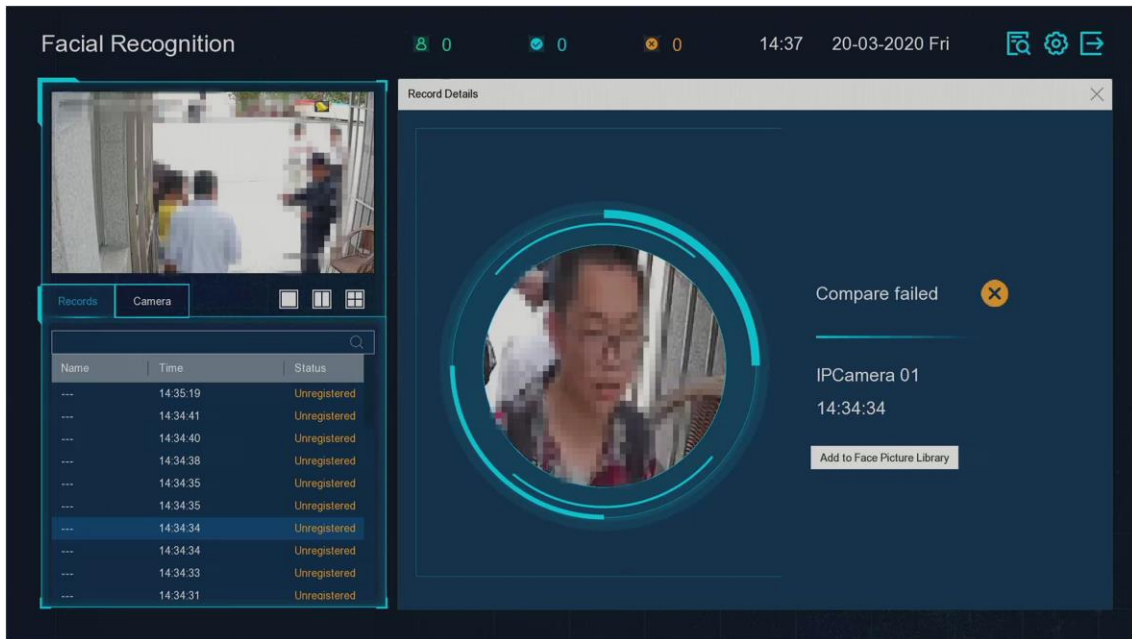 Facial Recognition
0
0
0
14:37 20-03-2020 Fri
Record Details
Records
Camera
Name Time Status
--- 14:35:19 Unregistered
--- 14:34:41 Unregistered
--- 14:34:40 Unregistered
--- 14:34:38 Unregistered
--- 14:34:35 Unregistered
--- 14:34:35 Unregistered
--- 14:34:34 Unregistered
--- 14:34:34 Unregistered
--- 14:34:33 Unregistered
--- 14:34:31 Unregistered
Compare failed
IPCamera 01
14:34:34
Add to Face Picture Library